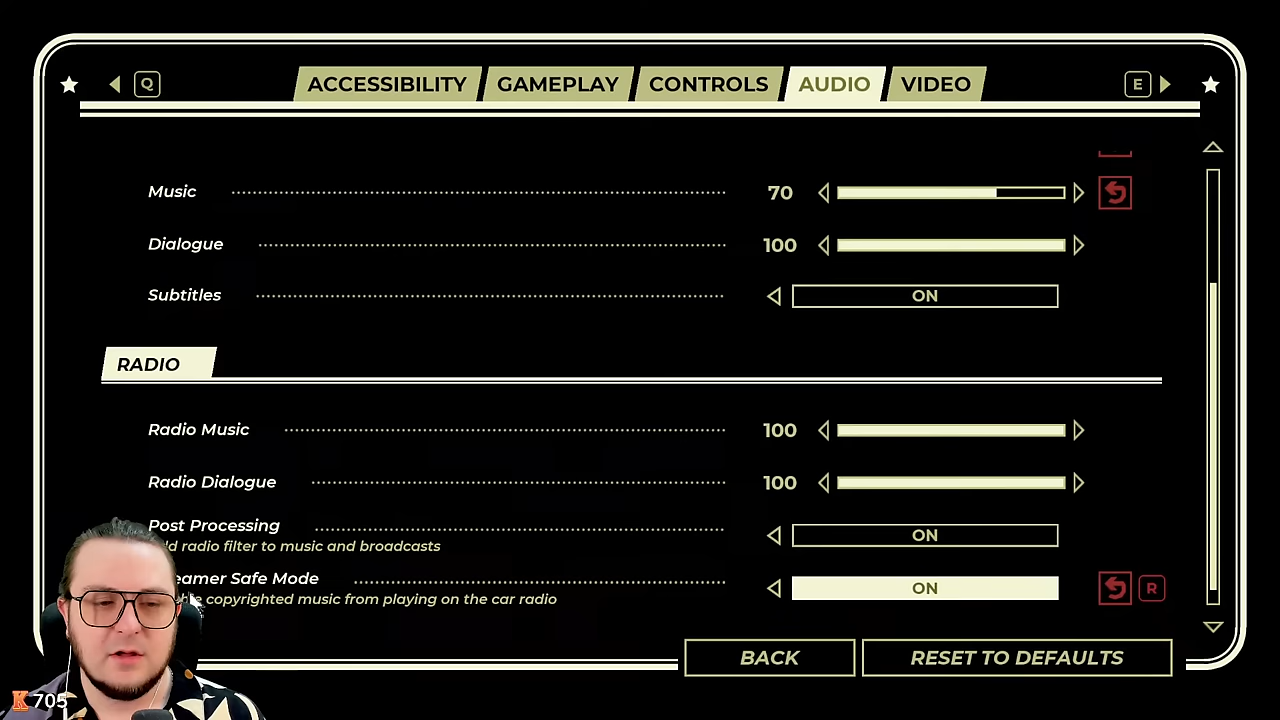 Q
ACCESSIBILITY
GAMEPLAY
CONTROLS
AUDIO
VIDEO
E
Music 70
Dialogue 100
Subtitles ON
RADIO
Radio Music 100
Radio Dialogue 100
Post Processing ON
radio filter to music and broadcasts
Safe Mode ON R
copyrighted music from playing on the car radio
BACK
RESET TO DEFAULTS
K 705